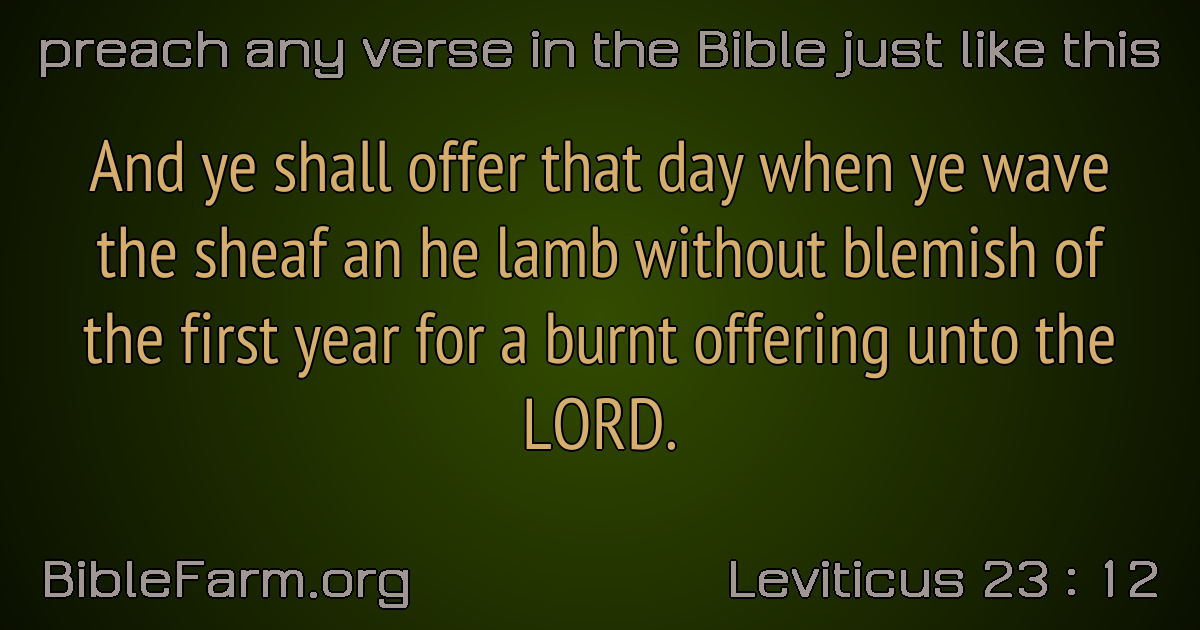 preach any verse in the Bible just like this
And ye shall offer that day when ye wave
the sheaf an he lamb without blemish of
the first year for a burnt offering unto the
LORD.
BibleFarm.org
Leviticus 23 : 12